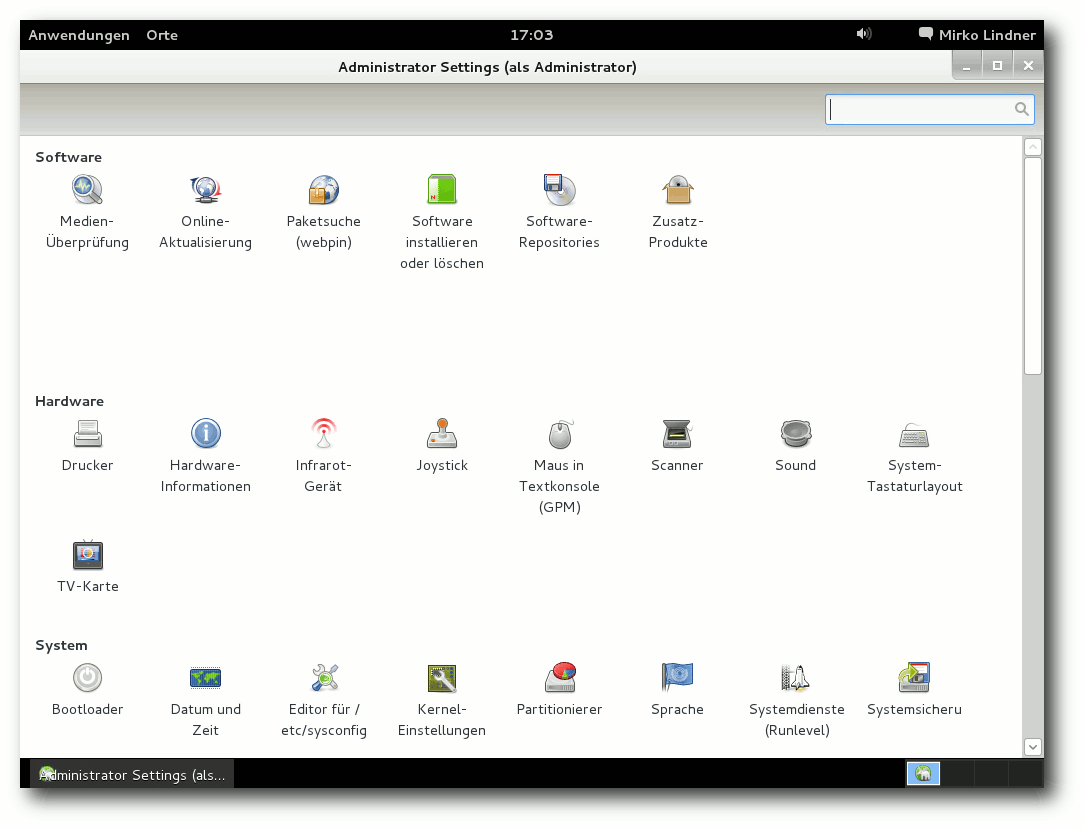 Anwendungen Orte 17:03 Mirko Lindner
Administrator Settings (als Administrator)
Software
Medien-
Überprüfung
Online-
Aktualisierung
Paketsuche
(webpin)
Software
installieren
oder löschen
Software-
Repositories
Zusatz-
Produkte
Hardware
Drucker
Hardware-
Informationen
Infrarot-
Gerät
Joystick
Maus in
Textkonsole
(GPM)
Scanner
Sound
System-
Tastaturlayout
TV-Karte
System
Bootloader
Datum und
Zeit
Editor für /
etc/sysconfig
Kernel-
Einstellungen
Partitionierer
Sprache
Systemdienste
(Runlevel)
Systemsicheru
Administrator Settings (als...